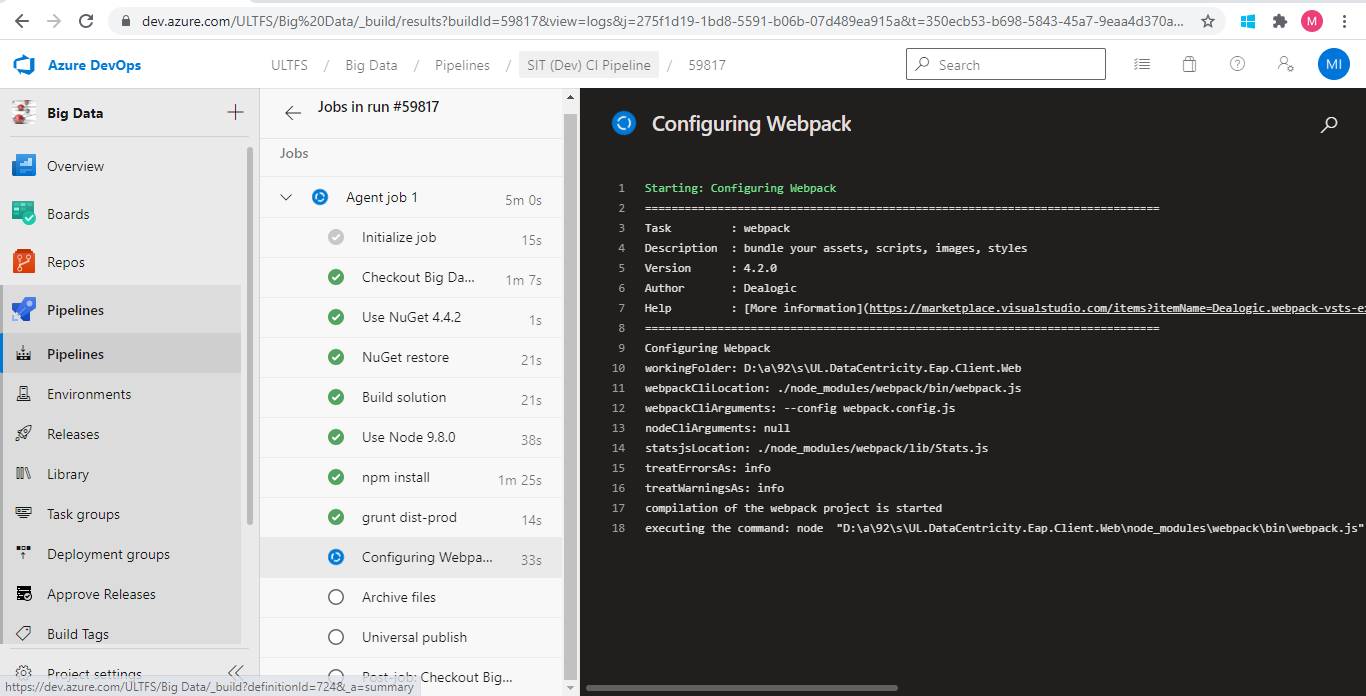 dev.azure.com/ULTFS/Big%20Data/_build/results?buildId=59817&view=logs&j=275f1d19-1bd8-5591-b06b-07d489ea915a&t=350ecb53-b698-5843-45a7-9eaa4d370a...
M
Azure DevOps
ULTFS / Big Data / Pipelines / SIT (Dev) CI Pipeline / 59817
Search
MI
Big Data
Overview
Boards
Repos
Pipelines
Pipelines
Environments
Releases
Library
Task groups
Deployment groups
Approve Releases
Build Tags
Project settings
https://dev.azure.com/ULTFS/Big Data/_build?definitionId=724&_a=summary
Jobs in run #59817
Jobs
Agent job 1 5m 0s
Initialize job 15s
Checkout Big Da... 1m 7s
Use NuGet 4.4.2 1s
NuGet restore 21s
Build solution 21s
Use Node 9.8.0 38s
npm install 1m 25s
grunt dist-prod 14s
Configuring Webpa... 33s
Archive files
Universal publish
Post-job: Checkout Big...
Configuring Webpack
1 Starting: Configuring Webpack
2 ==============================================================================
3 Task : webpack
4 Description : bundle your assets, scripts, images, styles
5 Version : 4.2.0
6 Author : Dealogic
7 Help : [More information](https://marketplace.visualstudio.com/items?itemName=Dealogic.webpack-vsts-ex
8 ==============================================================================
9 Configuring Webpack
10 workingFolder: D:\a\92\s\UL.DataCentricity.Eap.Client.Web
11 webpackCliLocation: ./node_modules/webpack/bin/webpack.js
12 webpackCliArguments: --config webpack.config.js
13 nodeCliArguments: null
14 statsjsLocation: ./node_modules/webpack/lib/Stats.js
15 treatErrorsAs: info
16 treatWarningsAs: info
17 compilation of the webpack project is started
18 executing the command: node "D:\a\92\s\UL.DataCentricity.Eap.Client.Web\node_modules\webpack\bin\webpack.js"